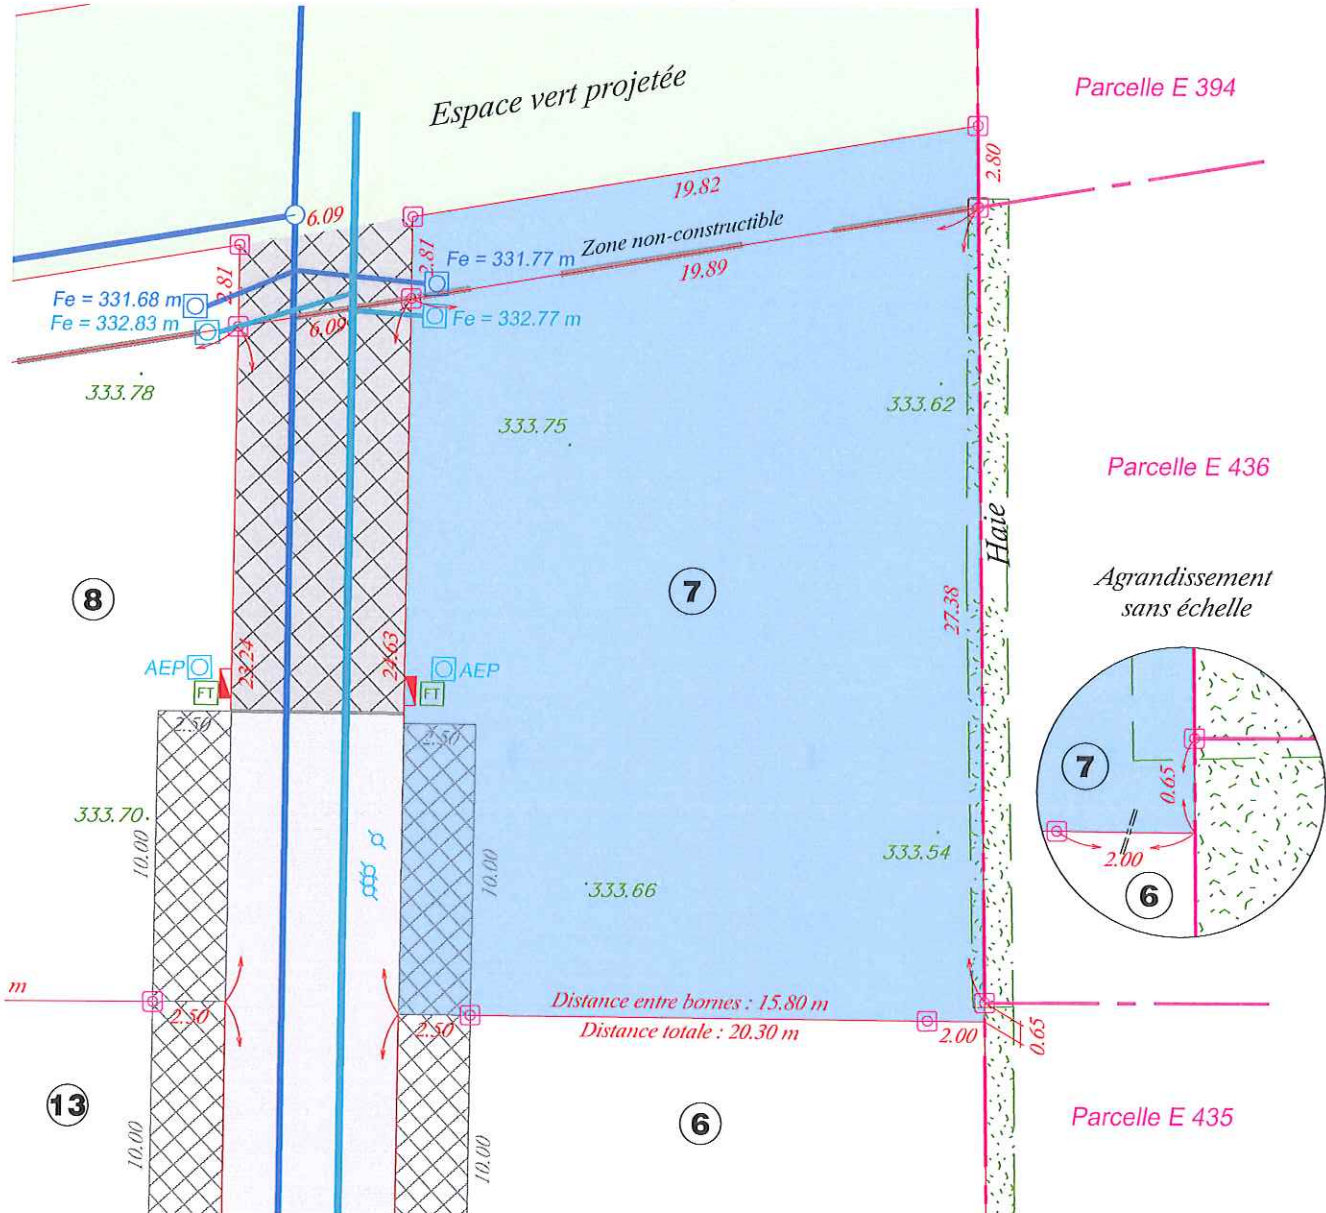 Espace vert projetée
Parcelle E 394
2.80
19.82
6.09
Zone non-constructible
2.81
2.81
Fe = 331.77 m
19.89
Fe = 331.68 m
Fe = 332.83 m
6.09
Fe = 332.77 m
333.78
333.75
333.62
Parcelle E 436
Haie
Agrandissement
sans échelle
8
7
27.38
23.24
24.63
AEP
AEP
FT
FT
2.50
2.50
7
0.65
2.00
6
333.70
10.00
10.00
333.54
333.66
m
2.50
2.50
Distance entre bornes : 15.80 m
Distance totale : 20.30 m
2.00
0.65
13
6
Parcelle E 435
10.00
10.00